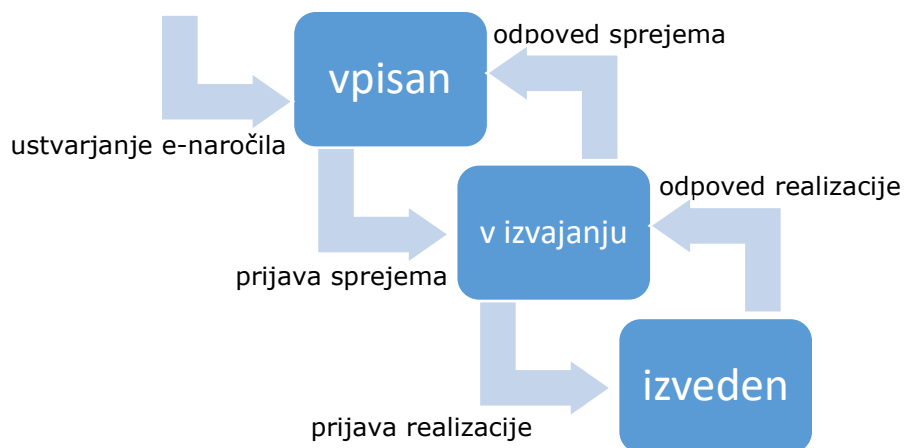 odpoved sprejema
vpisan
ustvarjanje e-naročila
odpoved realizacije
v izvajanju
prijava sprejema
izveden
prijava realizacije